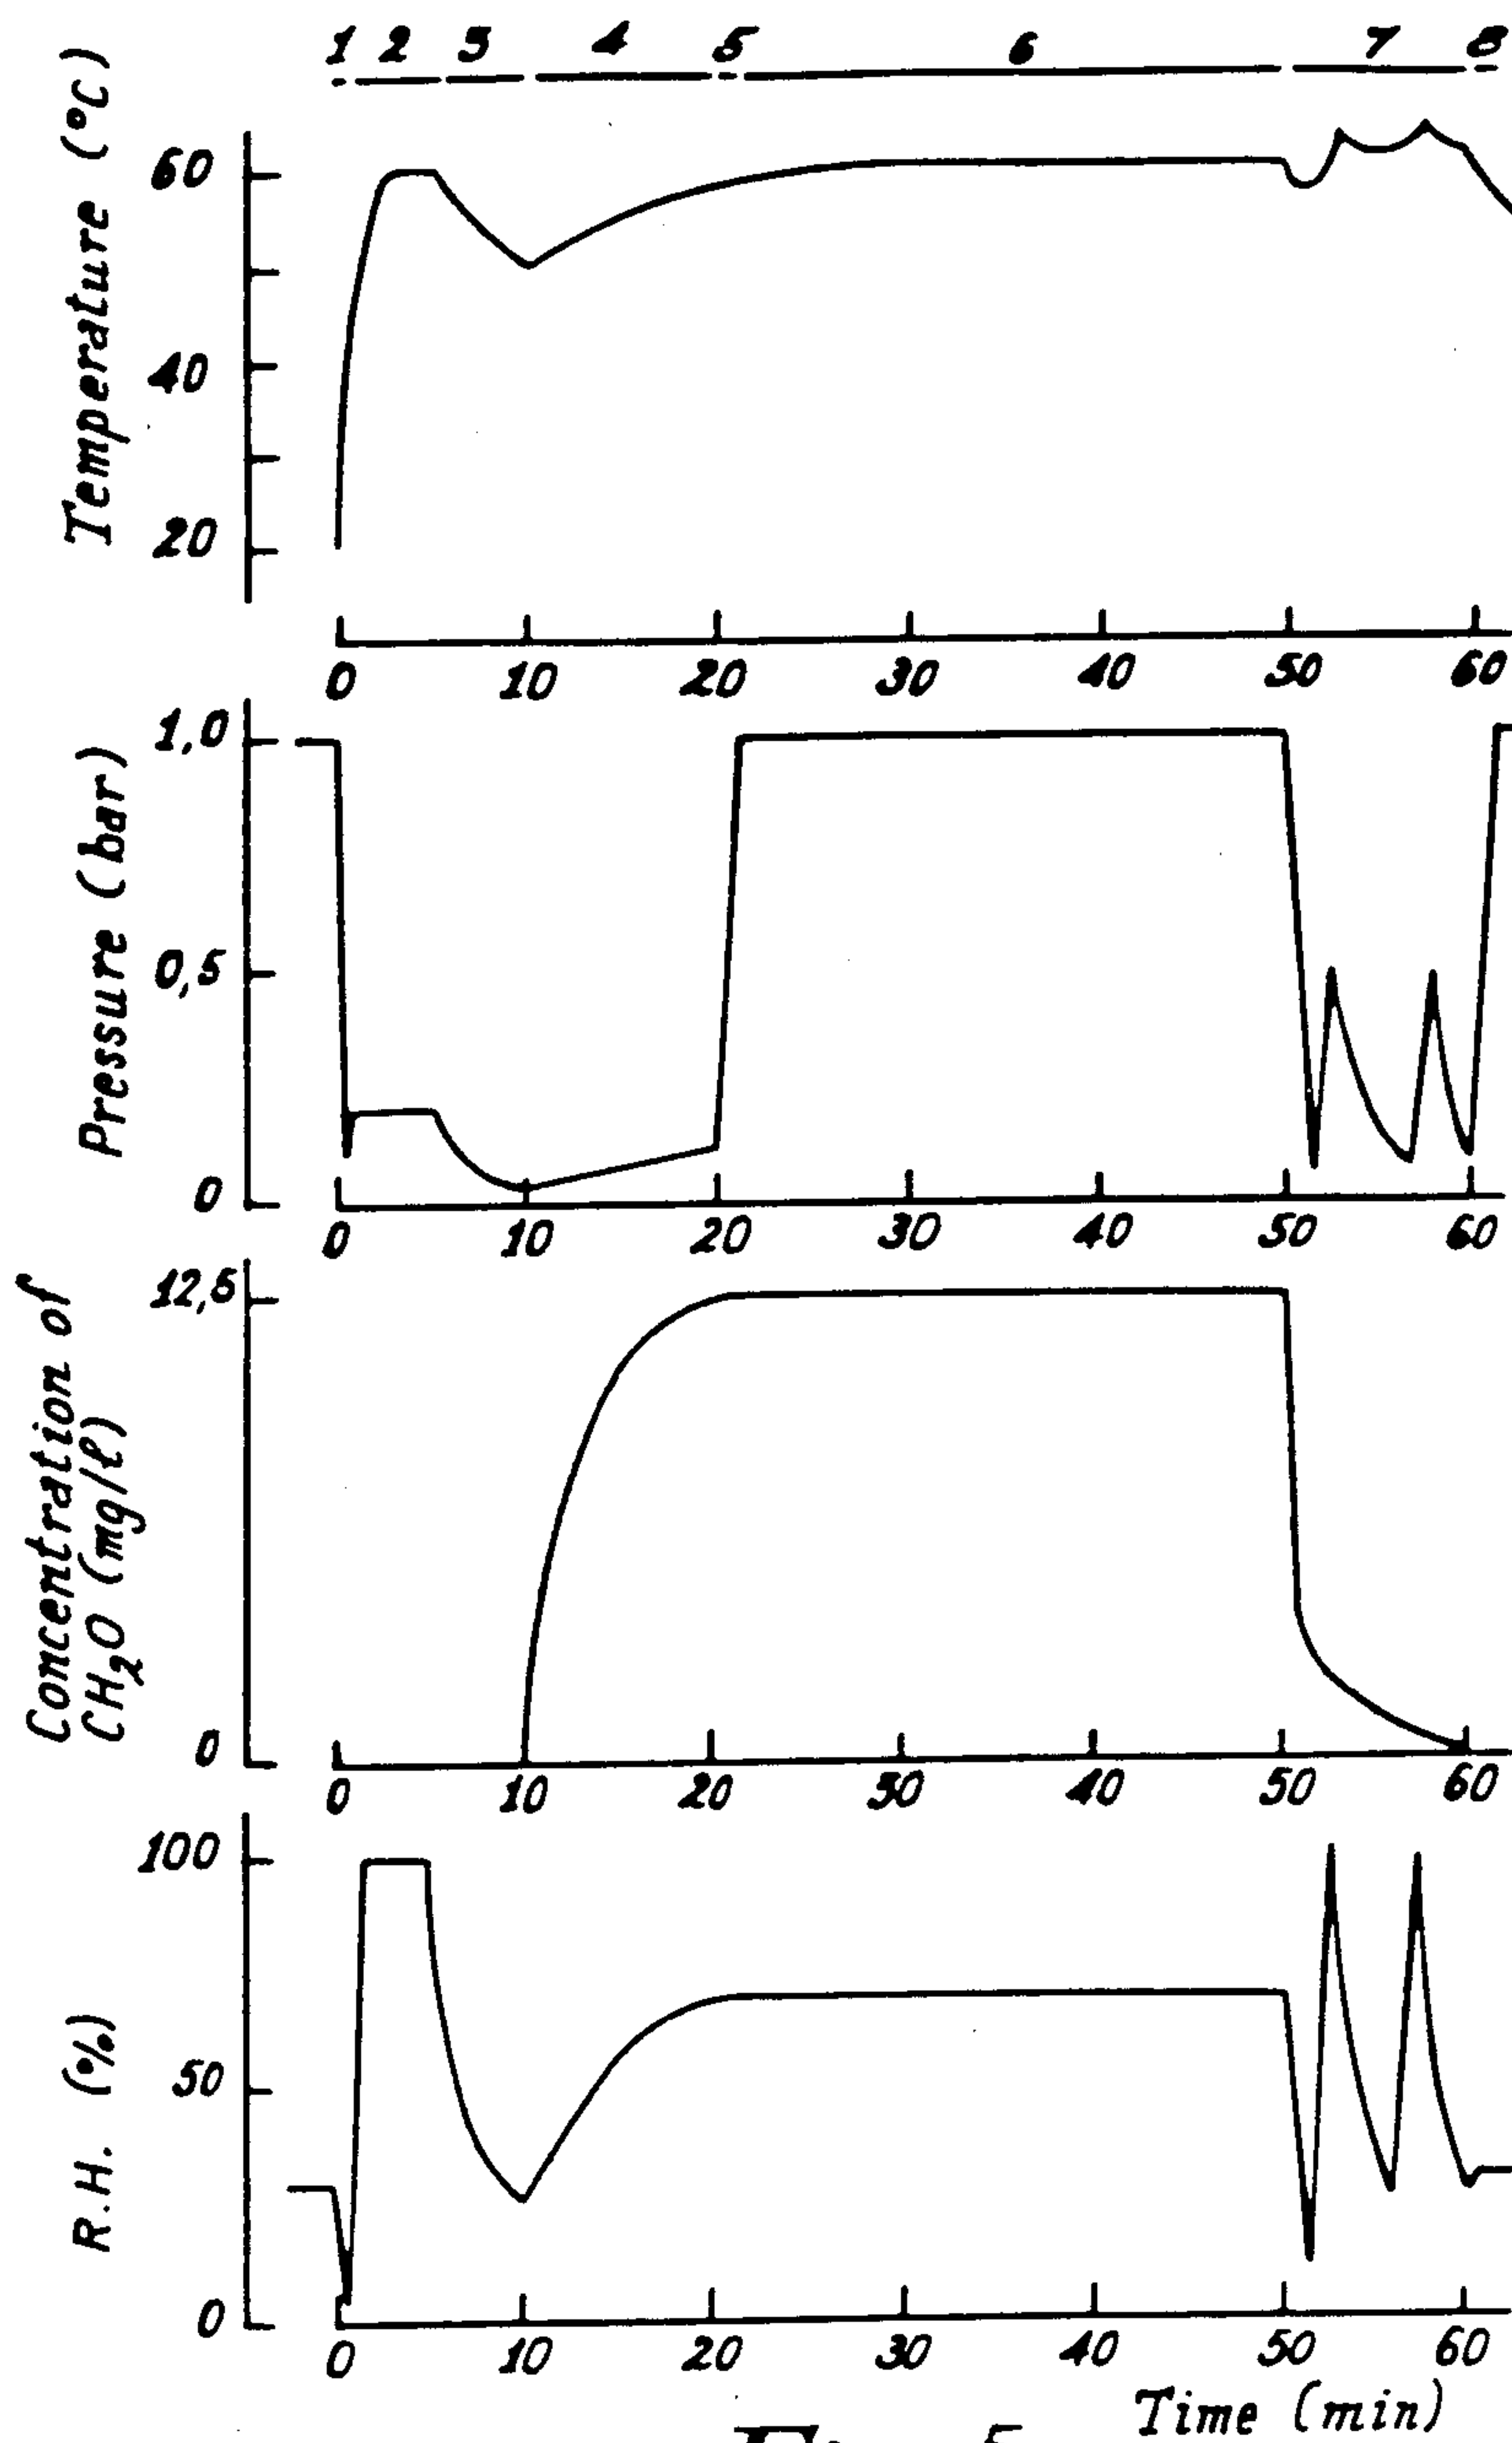 1 2 3 4 5 6 7 8
Temperature (°C)
60
40
20
0 10 20 30 40 50 60
Pressure (bar)
1,0
0,5
0
0 10 20 30 40 50 60
Concentration of
CH₂O (mg/l)
12,5
0
0 10 20 30 40 50 60
R.H. (%)
100
50
0
0 10 20 30 40 50 60
Time (min)